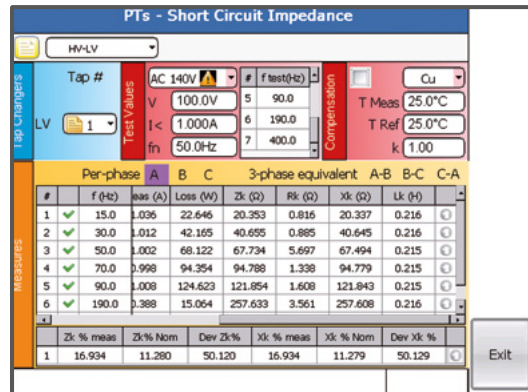 PTs - Short Circuit Impedance
HV-LV
Tap Changers
Tap #
LV 1
Test Values
AC 140V
V 100.0V
I< 1.000A
fn 50.0Hz
# f test(Hz)
5 90.0
6 190.0
7 400.0
Compensation
Cu
T Meas 25.0°C
T Ref 25.0°C
k 1.00
Measures
Per-phase A B C 3-phase equivalent A-B B-C C-A
# f (Hz) eas (A) Loss (W) Zk (Ω) Rk (Ω) Xk (Ω) Lk (H)
1 15.0 1.036 22.646 20.353 0.816 20.337 0.216
2 30.0 1.012 42.165 40.655 0.885 40.645 0.216
3 50.0 1.002 68.122 67.734 5.697 67.494 0.215
4 70.0 0.998 94.354 94.788 1.338 94.779 0.215
5 90.0 1.008 124.623 121.854 1.608 121.843 0.216
6 190.0 0.388 15.064 257.633 3.561 257.608 0.216
Zk % meas Zk% Nom Dev Zk% Xk % meas Xk % Nom Dev Xk %
1 16.934 11.280 50.120 16.934 11.279 50.129
Exit